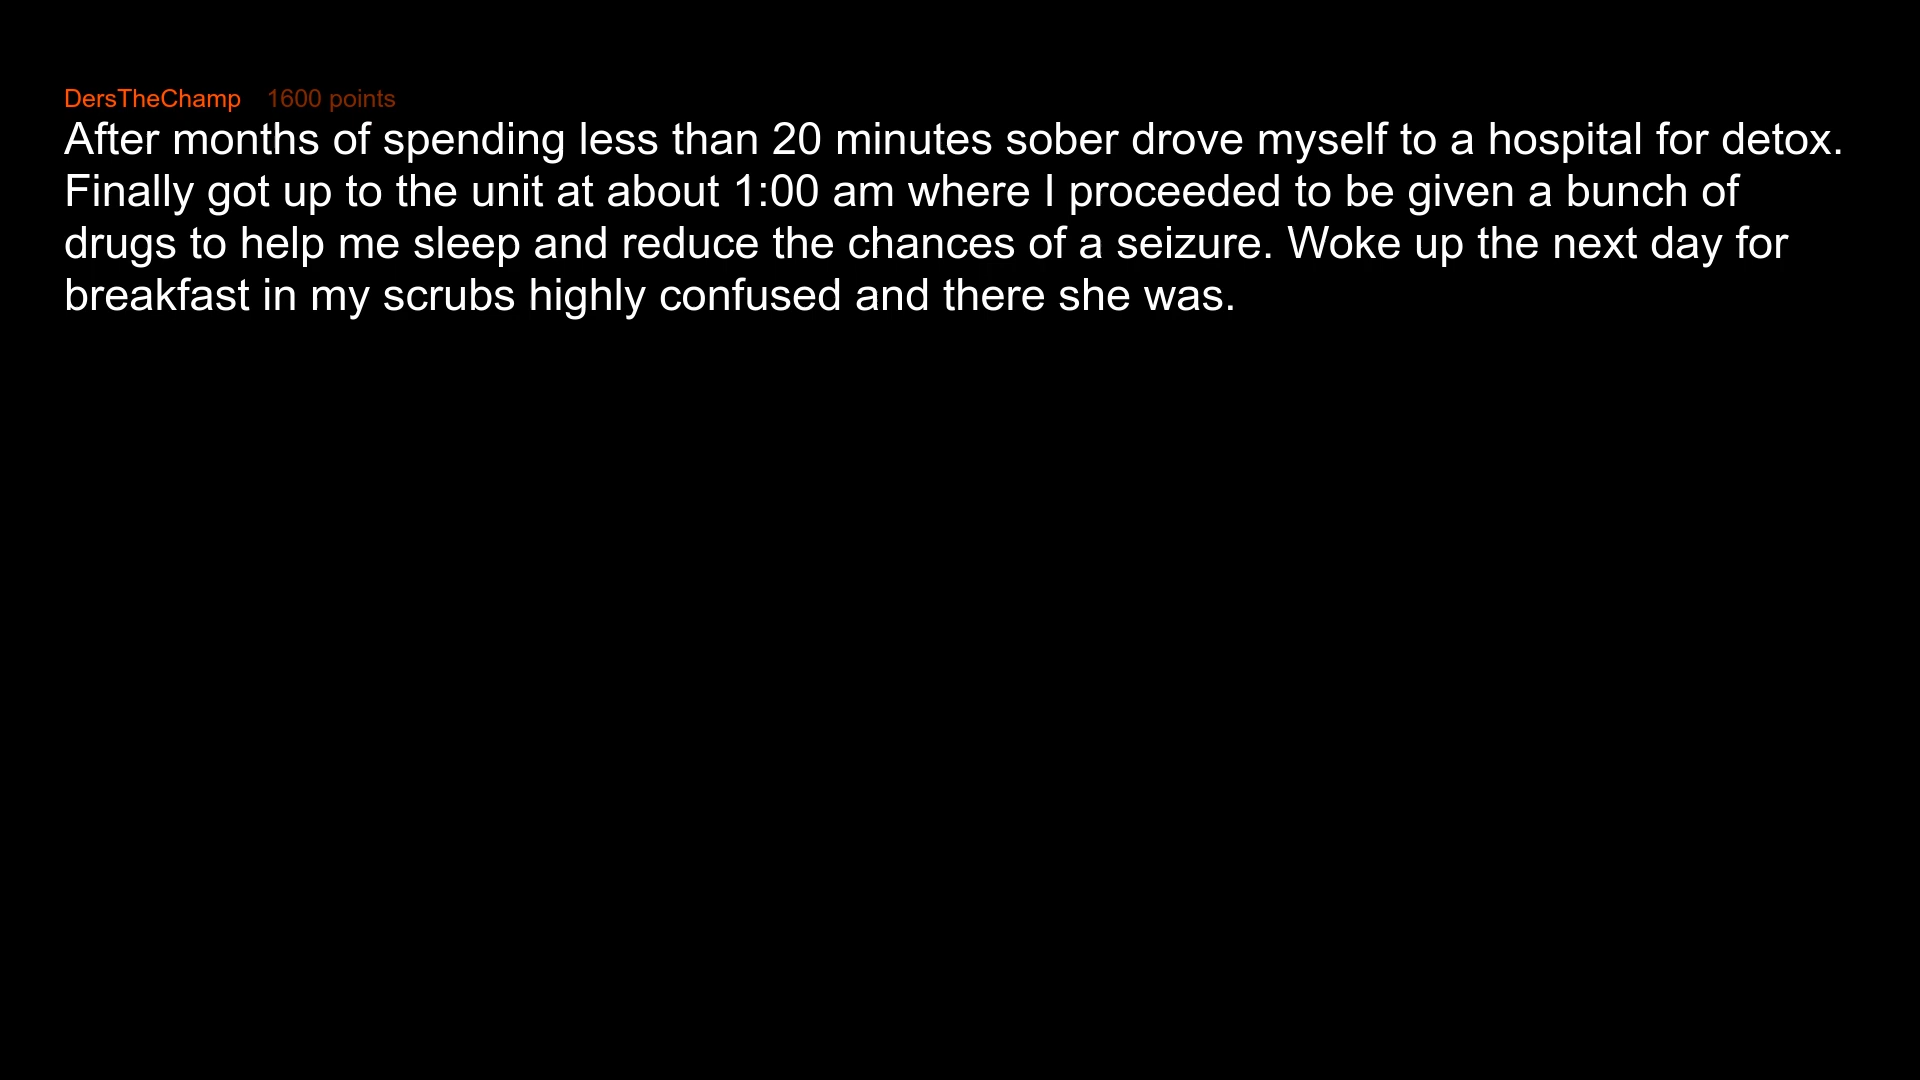 DersTheChamp 1600 points
After months of spending less than 20 minutes sober drove myself to a hospital for detox.
Finally got up to the unit at about 1:00 am where I proceeded to be given a bunch of
drugs to help me sleep and reduce the chances of a seizure. Woke up the next day for
breakfast in my scrubs highly confused and there she was.